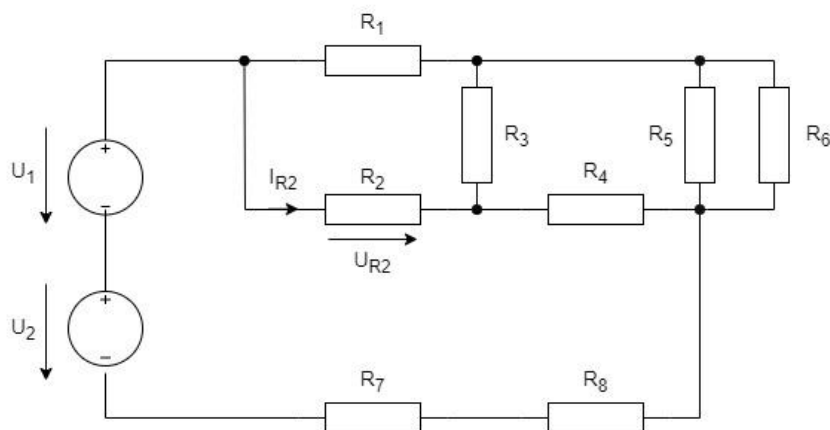 R1
U1
+
−
R3
R5
R6
IR2
R2
R4
UR2
U2
+
−
R7
R8